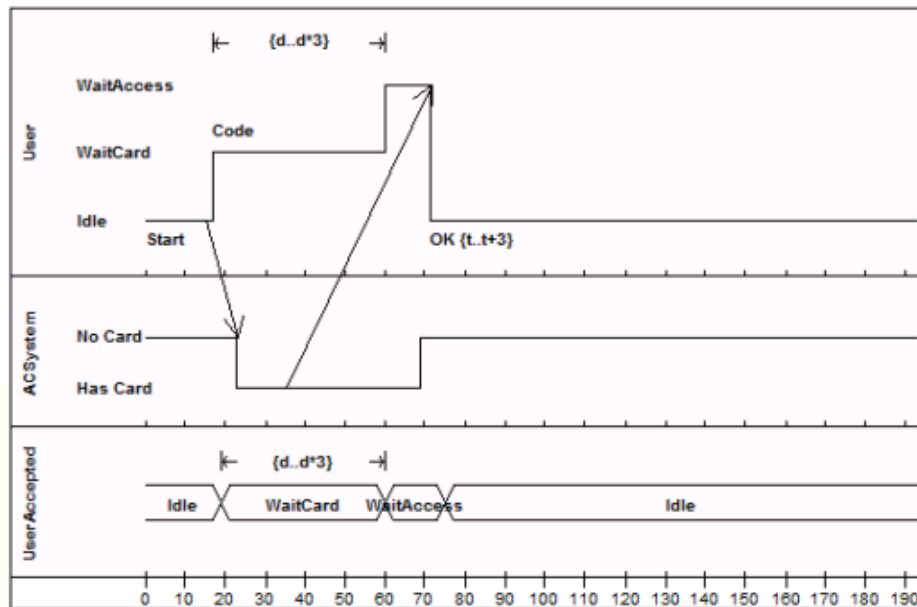 {d..d*3}
WaitAccess
Code
User
WaitCard
Idle
Start
OK {t..t+3}
ACSystem
No Card
Has Card
UserAccepted
{d..d*3}
Idle WaitCard WaitAccess Idle
0 10 20 30 40 50 60 70 80 90 100 110 120 130 140 150 160 170 180 190